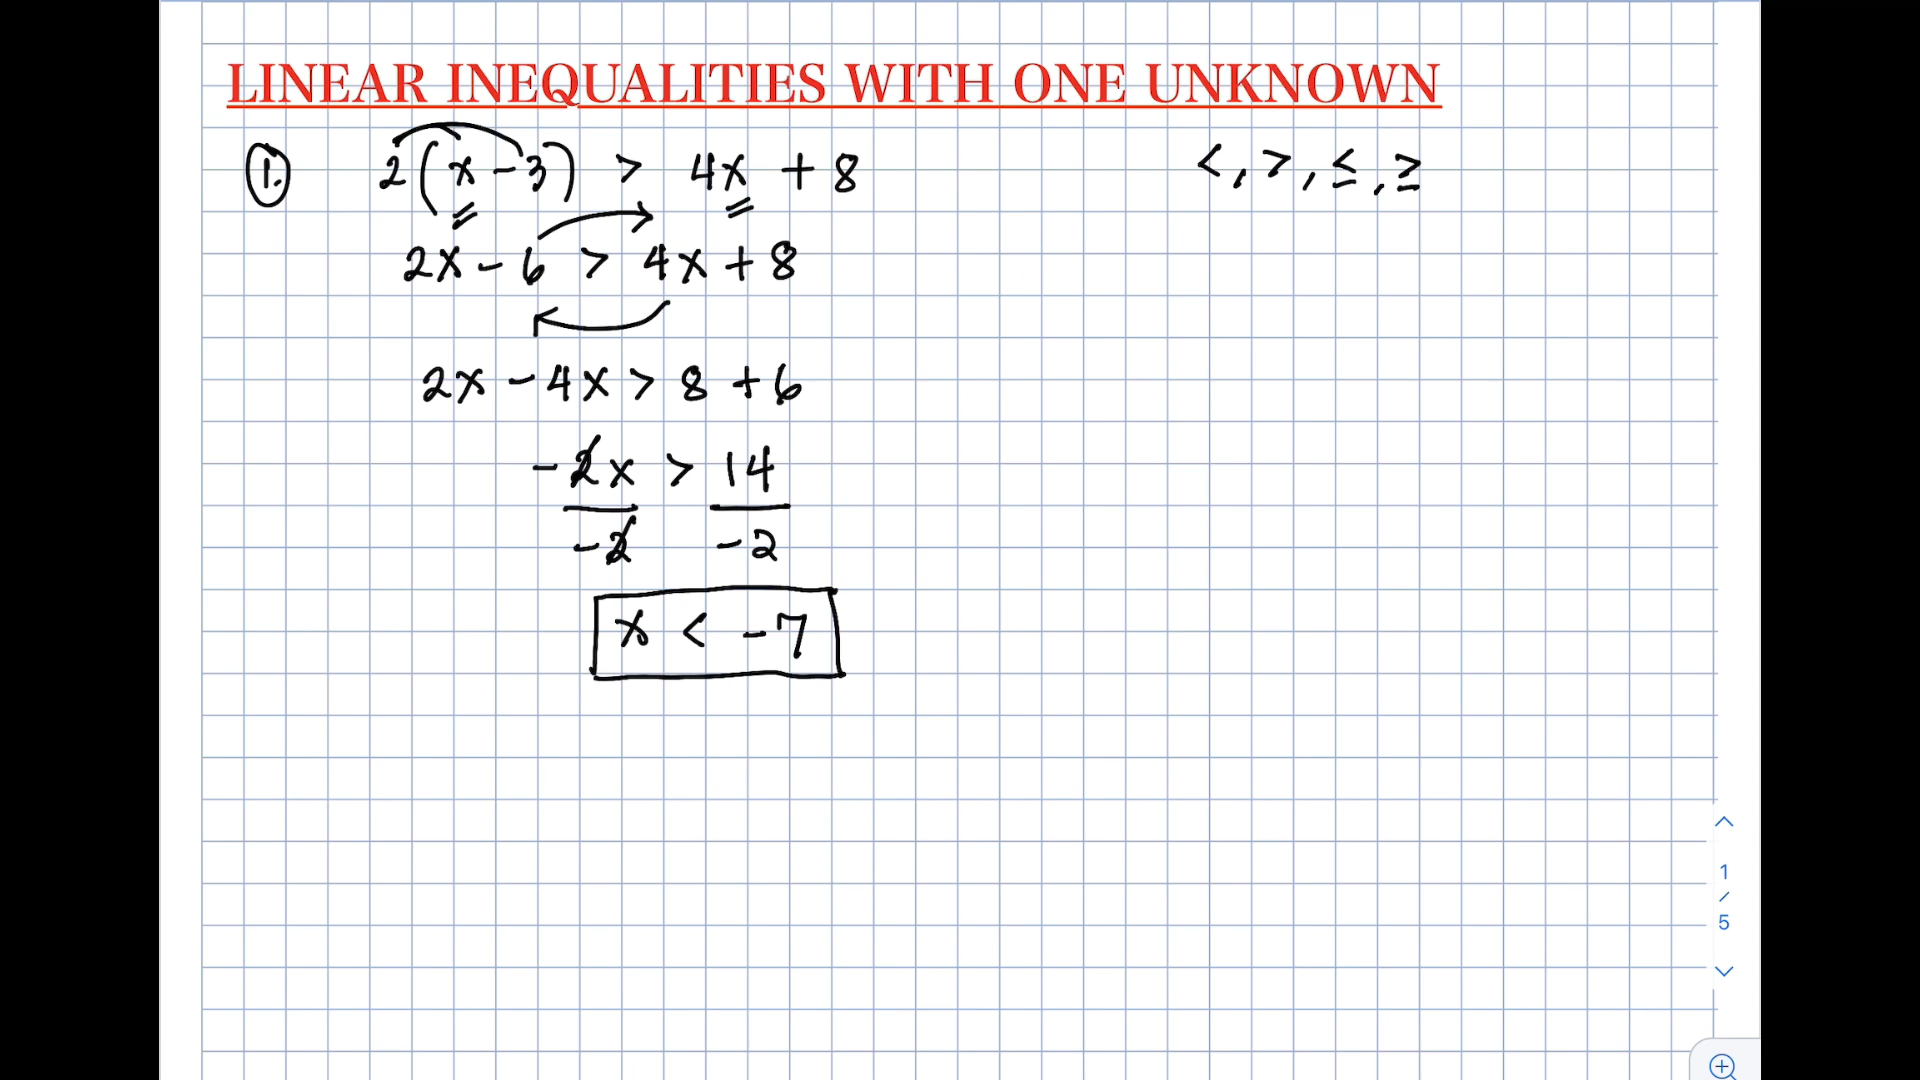 LINEAR INEQUALITIES WITH ONE UNKNOWN
1. 2(x-3) > 4x + 8
<, >, ≤, ≥
2x - 6 > 4x + 8
2x - 4x > 8 + 6
-2x > 14
-2 -2
x < -7
1
/
5